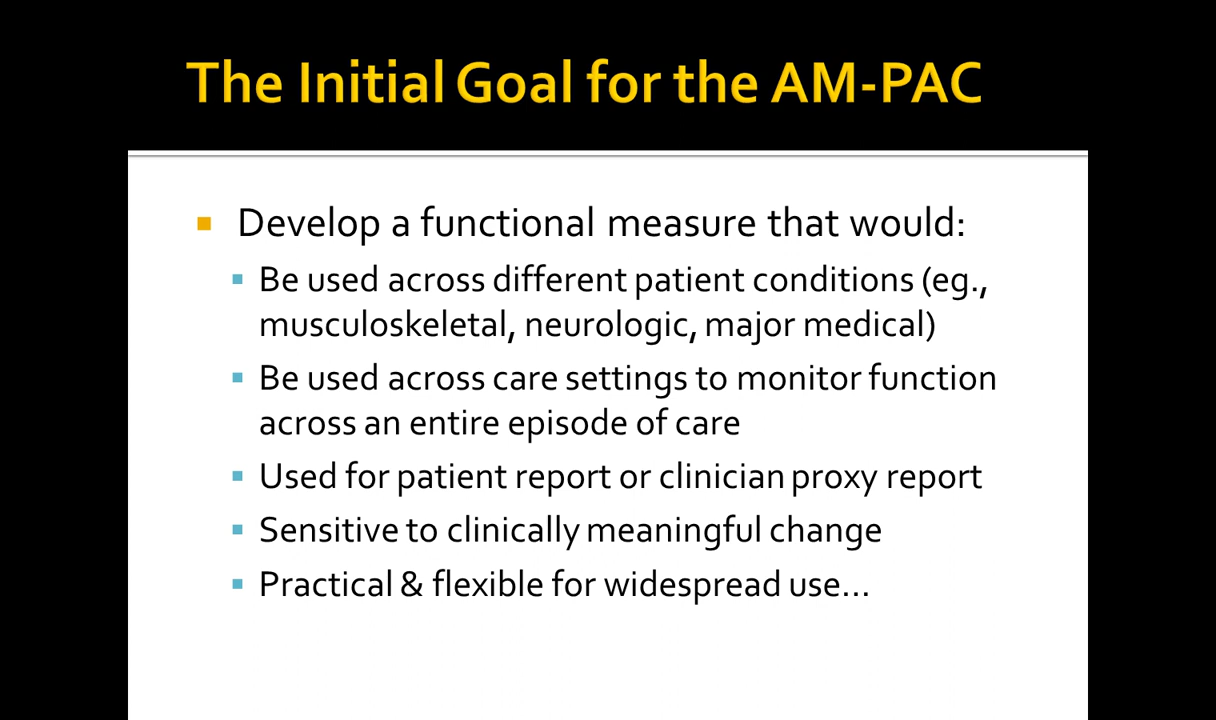 The Initial Goal for the AM-PAC
Develop a functional measure that would:
Be used across different patient conditions (eg.,
musculoskeletal, neurologic, major medical)
Be used across care settings to monitor function
across an entire episode of care
Used for patient report or clinician proxy report
Sensitive to clinically meaningful change
Practical & flexible for widespread use...